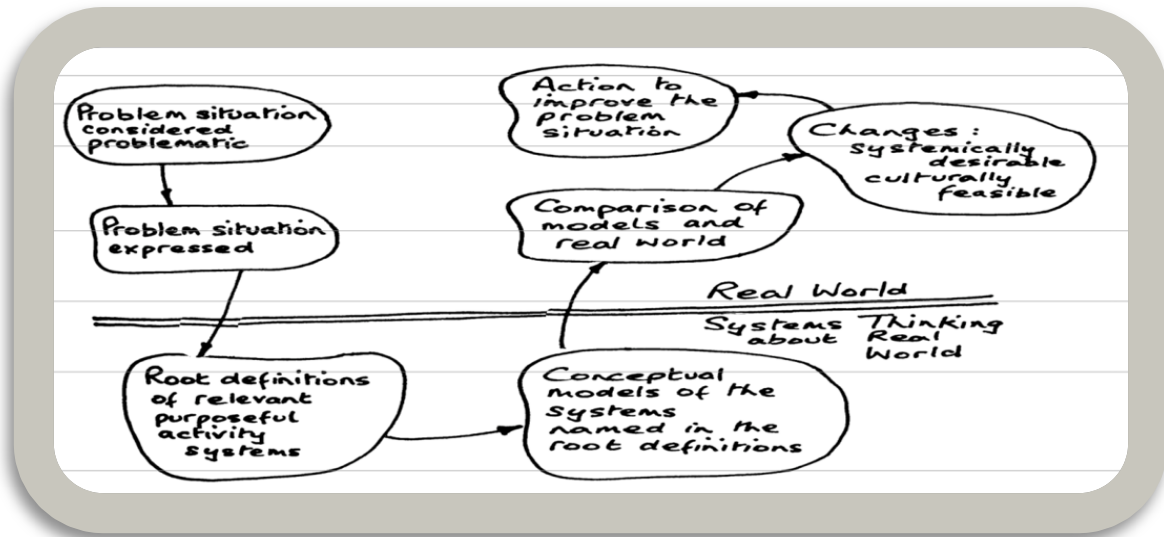 Problem situation
considered
problematic
Problem situation
expressed
Root definitions
of relevant
purposeful
activity
systems
Conceptual
models of the
systems
named in the
root definitions
Comparison of
models and
real world
Changes:
systemically
desirable
culturally
feasible
Action to
improve the
problem
situation
Real World
Systems Thinking
about Real
World